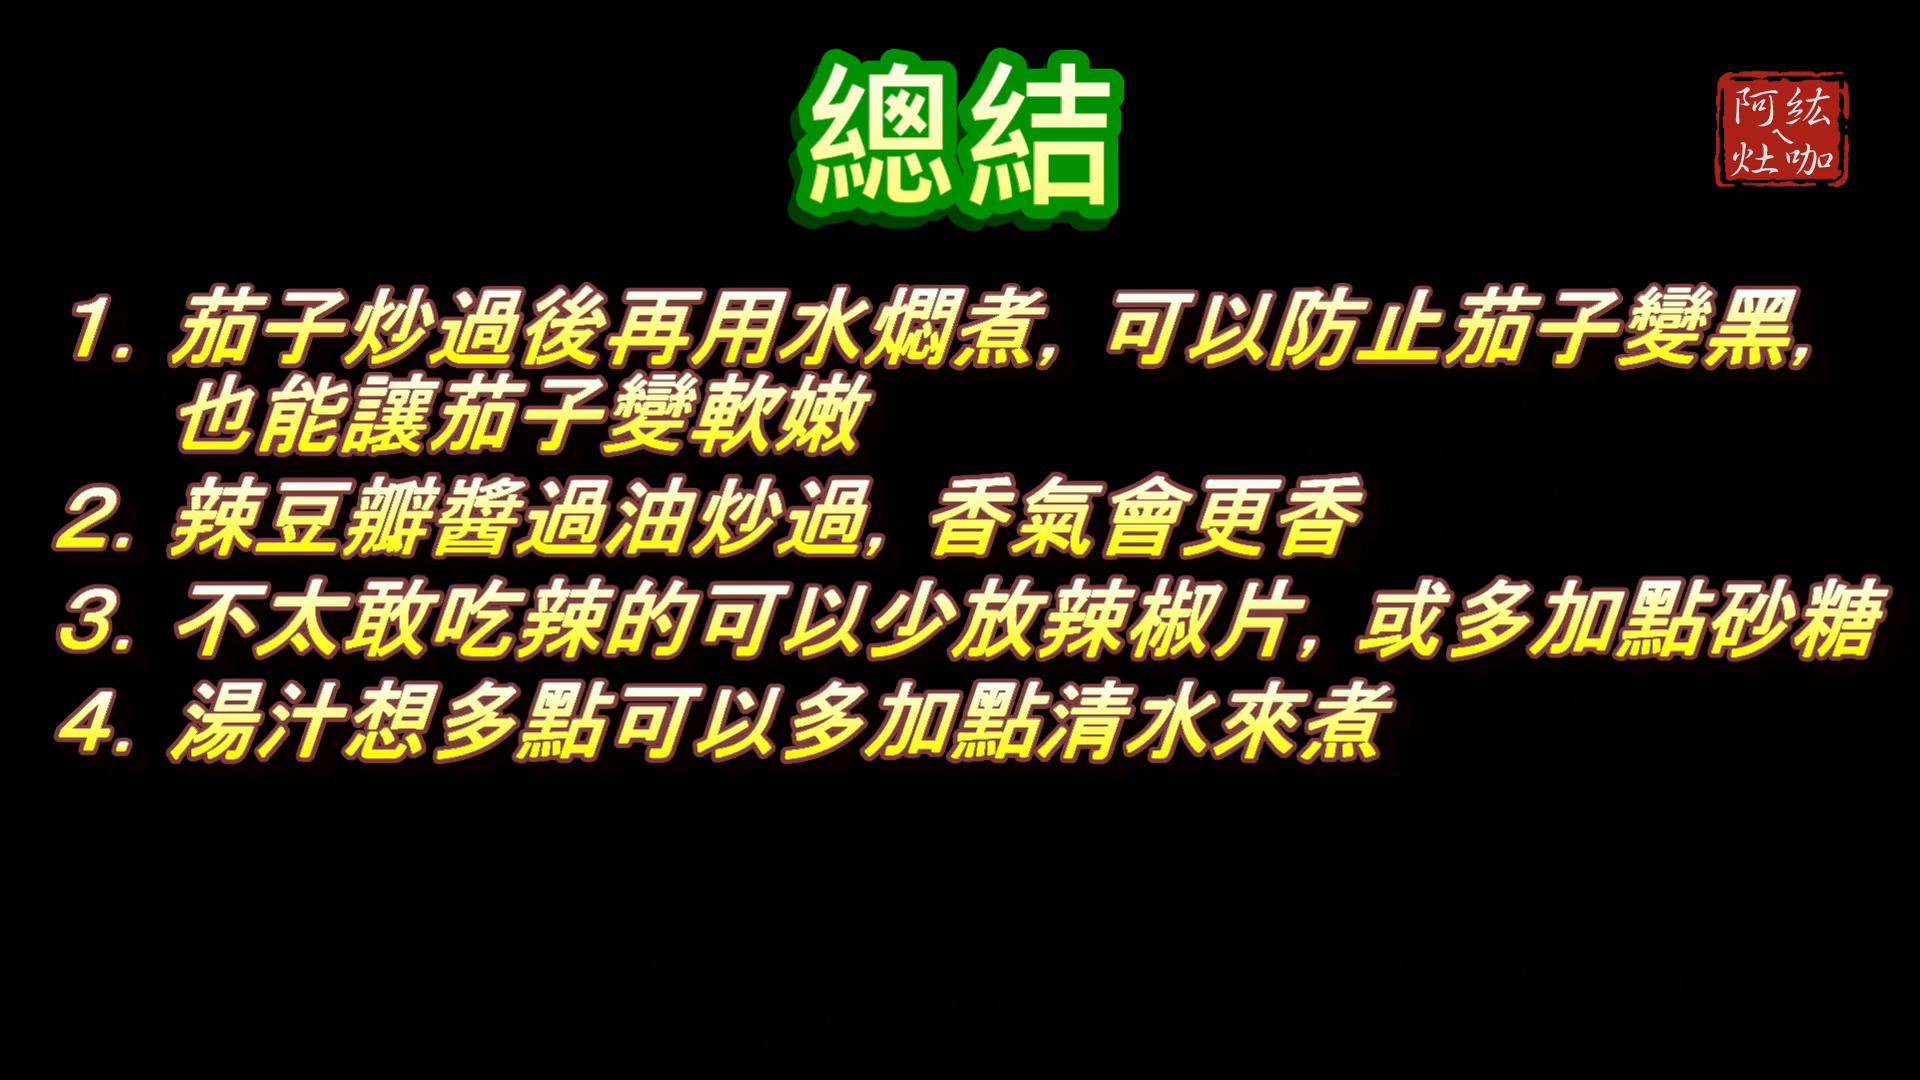 總結
阿紘
ㄟ
灶咖
1. 茄子炒過後再用水燜煮, 可以防止茄子變黑,
也能讓茄子變軟嫩
2. 辣豆瓣醬過油炒過, 香氣會更香
3. 不太敢吃辣的可以少放辣椒片, 或多加點砂糖
4. 湯汁想多點可以多加點清水來煮